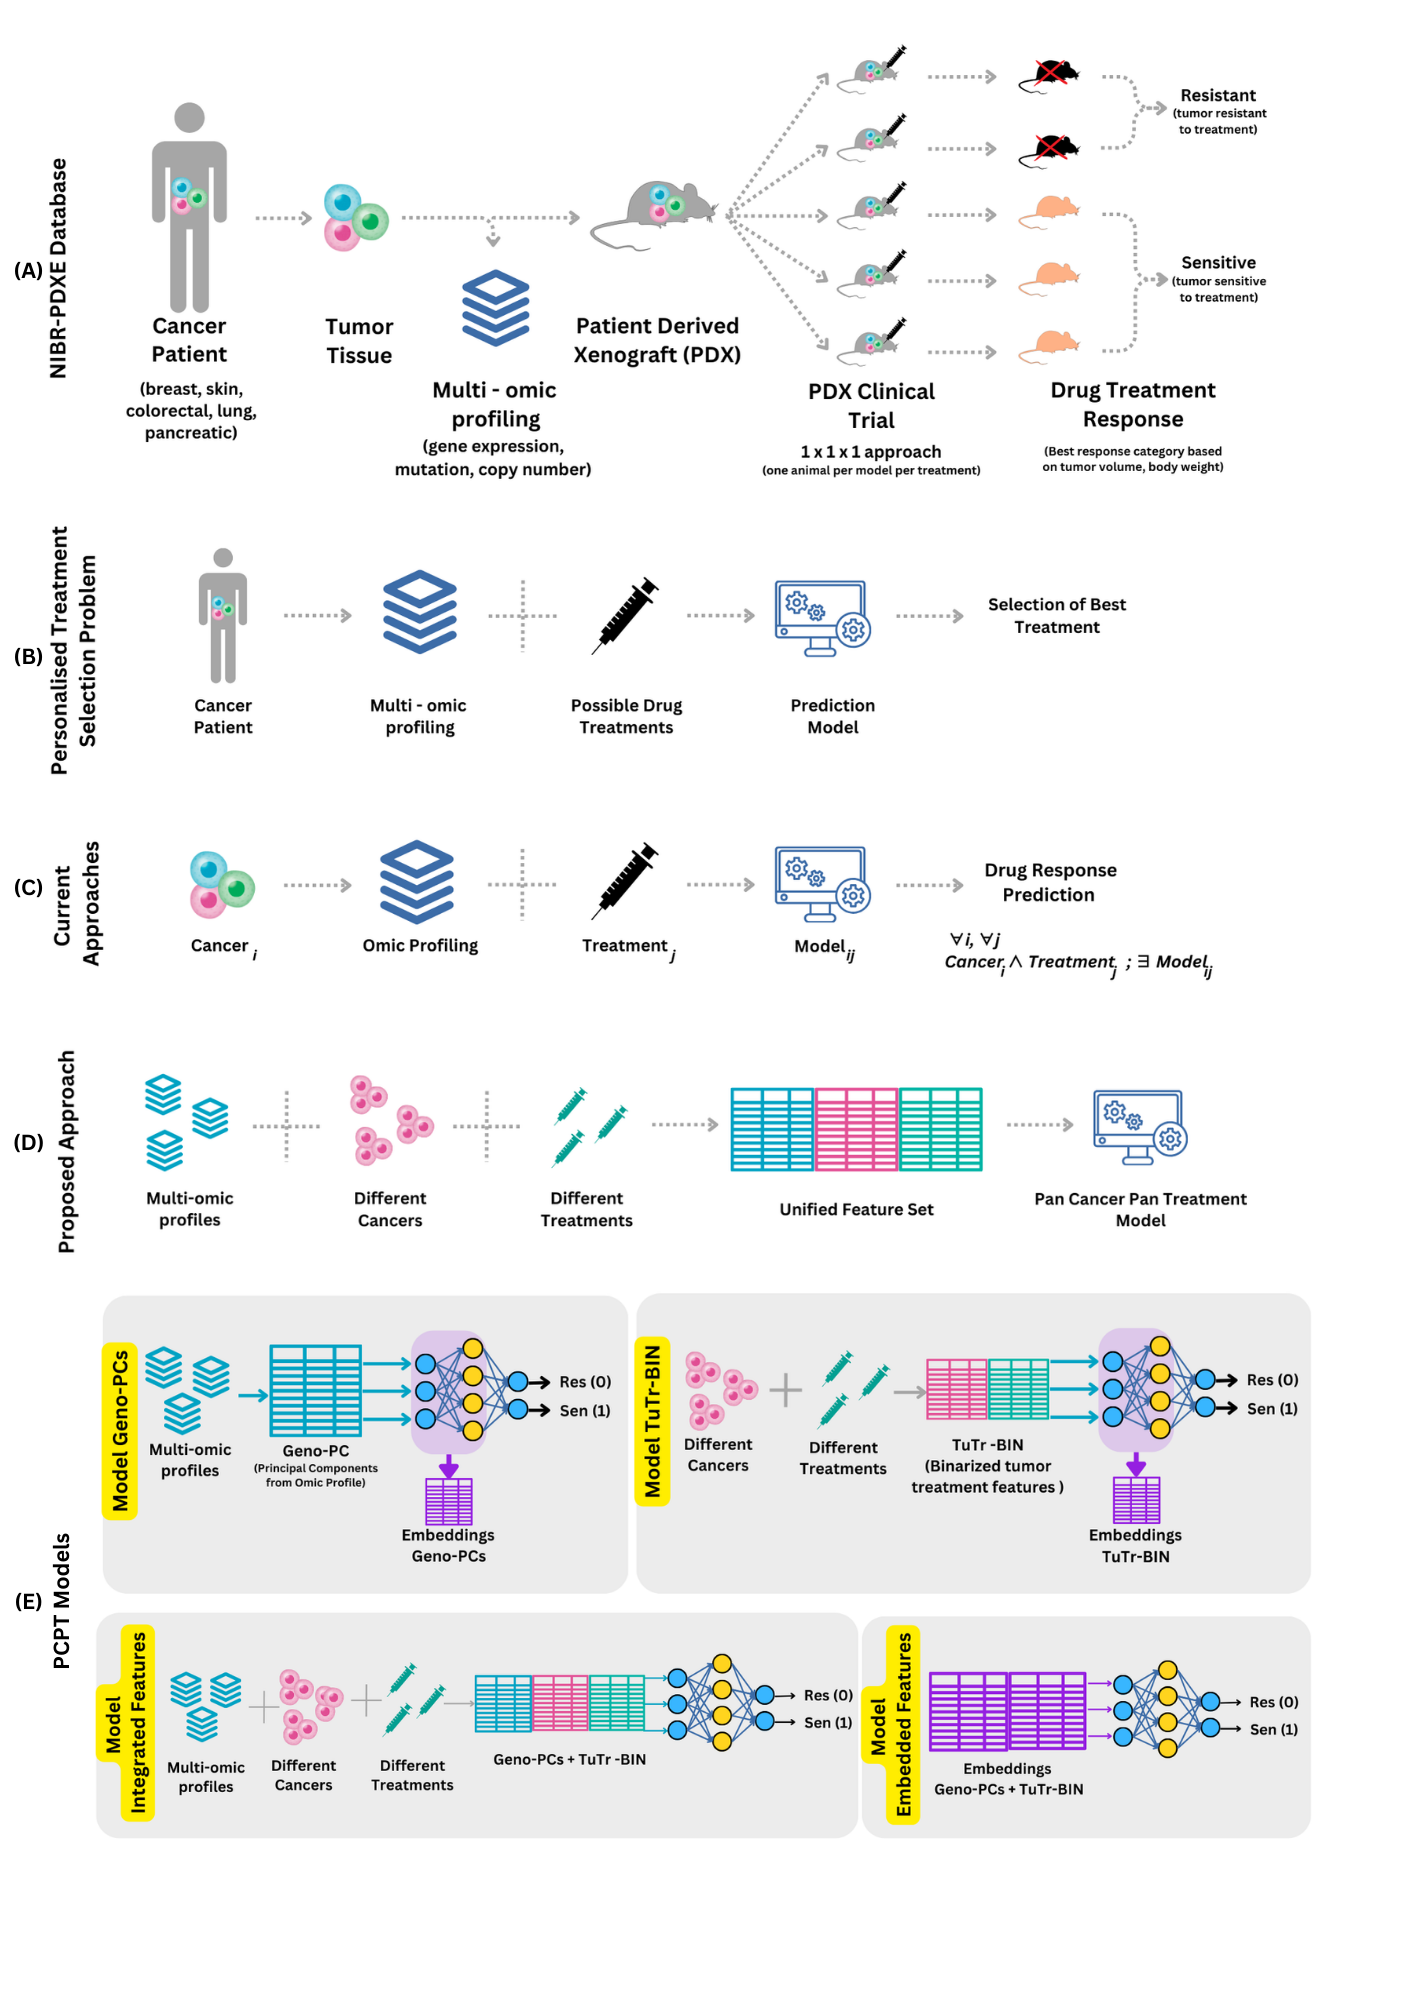 (A)
NIBR-PDXE Database
Cancer
Patient
(breast, skin,
colorectal, lung,
pancreatic)
Tumor
Tissue
Multi - omic
profiling
(gene expression,
mutation, copy number)
Patient Derived
Xenograft (PDX)
PDX Clinical
Trial
1 x 1 x 1 approach
(one animal per model per treatment)
Drug Treatment
Response
(Best response category based
on tumor volume, body weight)
Resistant
(tumor resistant
to treatment)
Sensitive
(tumor sensitive
to treatment)
(B)
Personalised Treatment
Selection Problem
Cancer
Patient
Multi - omic
profiling
Possible Drug
Treatments
Prediction
Model
Selection of Best
Treatment
(C)
Current
Approaches
Cancer i
Omic Profiling
Treatment j
Model ij
Drug Response
Prediction
∀ i, ∀ j
Cancer i ∧ Treatment j ; ∃ Model ij
(D)
Proposed Approach
Multi-omic
profiles
Different
Cancers
Different
Treatments
Unified Feature Set
Pan Cancer Pan Treatment
Model
(E)
PCPT Models
Model Geno-PCs
Multi-omic
profiles
Geno-PC
(Principal Components
from Omic Profile)
Res (0)
Sen (1)
Embeddings
Geno-PCs
Model TuTr-BIN
Different
Cancers
Different
Treatments
TuTr -BIN
(Binarized tumor
treatment features )
Res (0)
Sen (1)
Embeddings
TuTr-BIN
Model
Integrated Features
Multi-omic
profiles
Different
Cancers
Different
Treatments
Geno-PCs + TuTr -BIN
Res (0)
Sen (1)
Model
Embedded Features
Embeddings
Geno-PCs + TuTr-BIN
Res (0)
Sen (1)